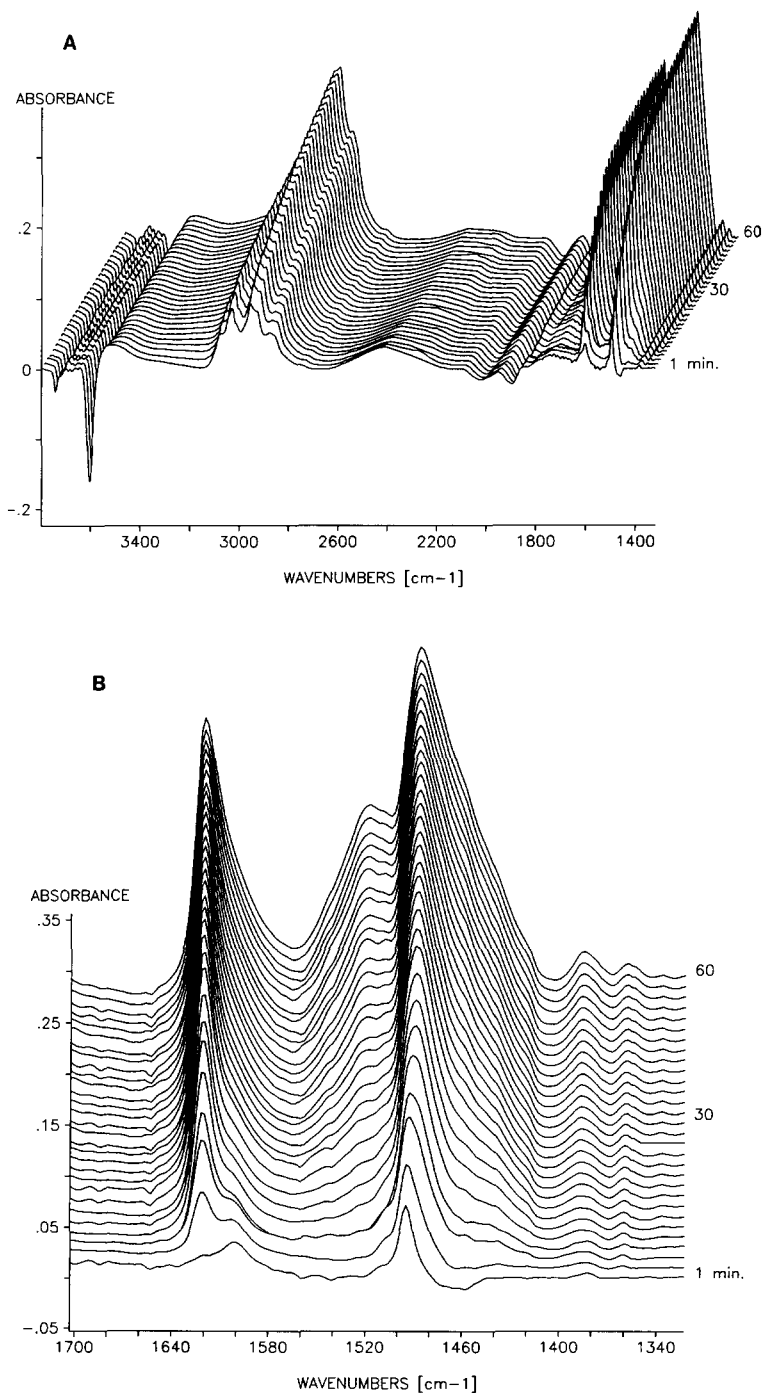 A
ABSORBANCE
.2
0
-.2
60
30
1 min.
3400 3000 2600 2200 1800 1400
WAVENUMBERS [cm-1]
B
ABSORBANCE
.35
.25
.15
.05
-.05
60
30
1 min.
1700 1640 1580 1520 1460 1400 1340
WAVENUMBERS [cm-1]